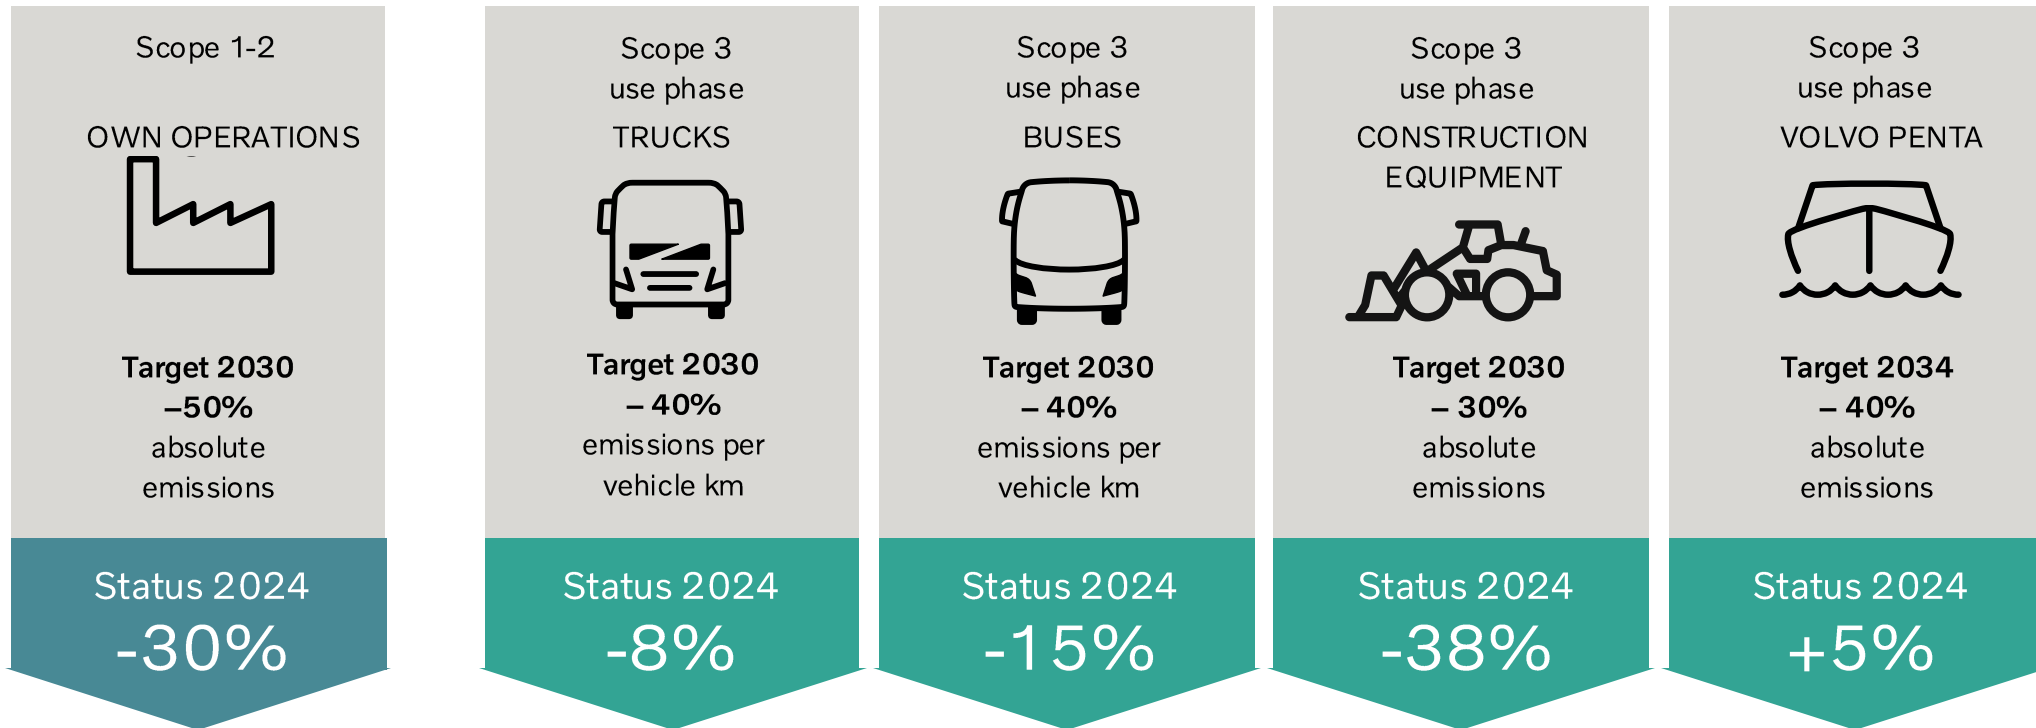 Scope 1-2
OWN OPERATIONS
Target 2030
–50%
absolute
emissions
Status 2024
-30%
Scope 3
use phase
TRUCKS
Target 2030
– 40%
emissions per
vehicle km
Status 2024
-8%
Scope 3
use phase
BUSES
Target 2030
– 40%
emissions per
vehicle km
Status 2024
-15%
Scope 3
use phase
CONSTRUCTION
EQUIPMENT
Target 2030
– 30%
absolute
emissions
Status 2024
-38%
Scope 3
use phase
VOLVO PENTA
Target 2034
– 40%
absolute
emissions
Status 2024
+5%